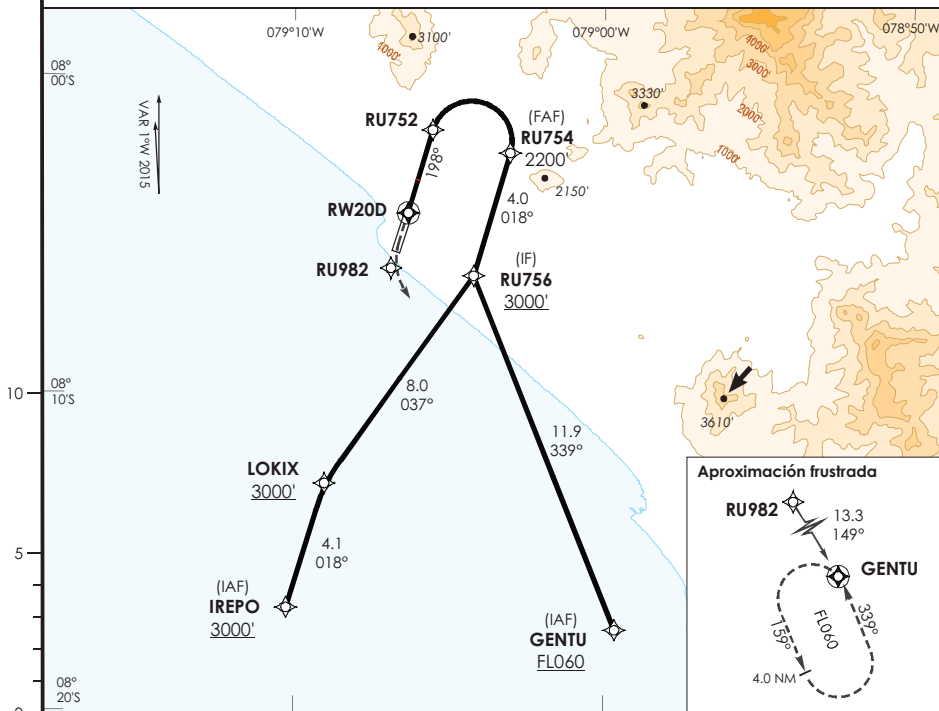 079°10'W
079°00'W
078°50'W
08°
00'S
3100'
4000'
4000'
3000'
2000'
1000'
3330'
VAR 1°W 2015
RU752
(FAF)
RU754
2200'
198°
2150'
4.0
018°
RW20D
RU982
(IF)
RU756
3000'
10
08°
10'S
8.0
037°
3610'
11.9
339°
LOKIX
3000'
4.1
018°
5
(IAF)
IREPO
3000'
(IAF)
GENTU
FL060
08°
20'S
0
Aproximación frustrada
RU982
13.3
149°
GENTU
FL060
339°
159°
4.0 NM